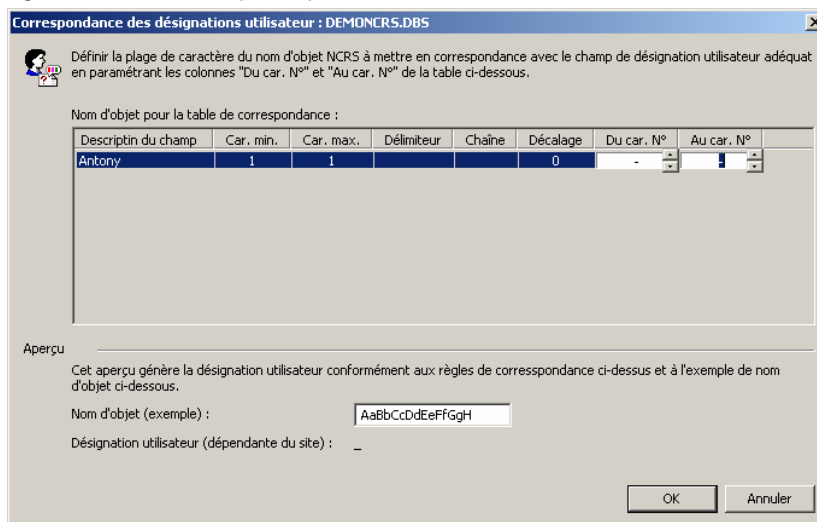 Correspondance des désignations utilisateur : DEMONCRS.DBS
Définir la plage de caractère du nom d'objet NCRS à mettre en correspondance avec le champ de désignation utilisateur adéquat
en paramétrant les colonnes "Du car. N°" et "Au car. N°" de la table ci-dessous.
Nom d'objet pour la table de correspondance :
Descriptin du champ Car. min. Car. max. Délimiteur Chaîne Décalage Du car. N° Au car. N°
Antony 1 1 0 - -
Aperçu
Cet aperçu génère la désignation utilisateur conformément aux règles de corresspondance ci-dessus et à l'exemple de nom
d'objet ci-dessous.
Nom d'objet (exemple) : AaBbCcDdEeFfGgH
Désignation utilisateur (dépendante du site) : _
OK Annuler